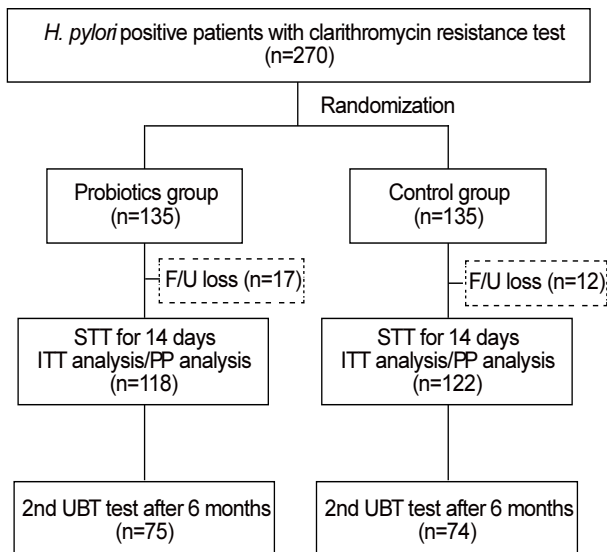 H. pylori positive patients with clarithromycin resistance test
(n=270)
Randomization
Probiotics group
(n=135)
Control group
(n=135)
F/U loss (n=17)
F/U loss (n=12)
STT for 14 days
ITT analysis/PP analysis
(n=118)
STT for 14 days
ITT analysis/PP analysis
(n=122)
2nd UBT test after 6 months
(n=75)
2nd UBT test after 6 months
(n=74)